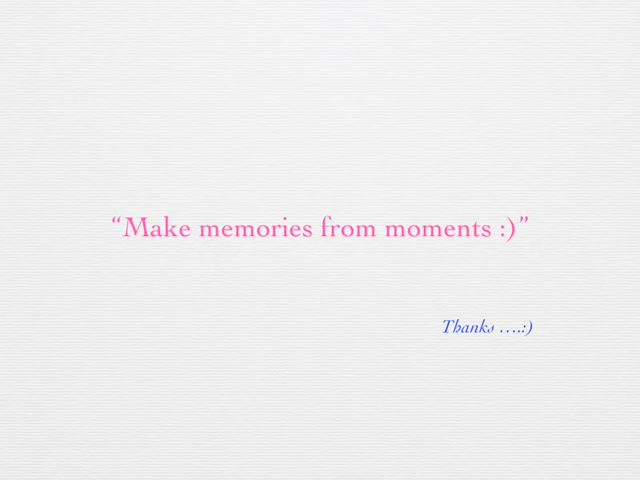 “Make memories from moments :)”
Thanks ….:)